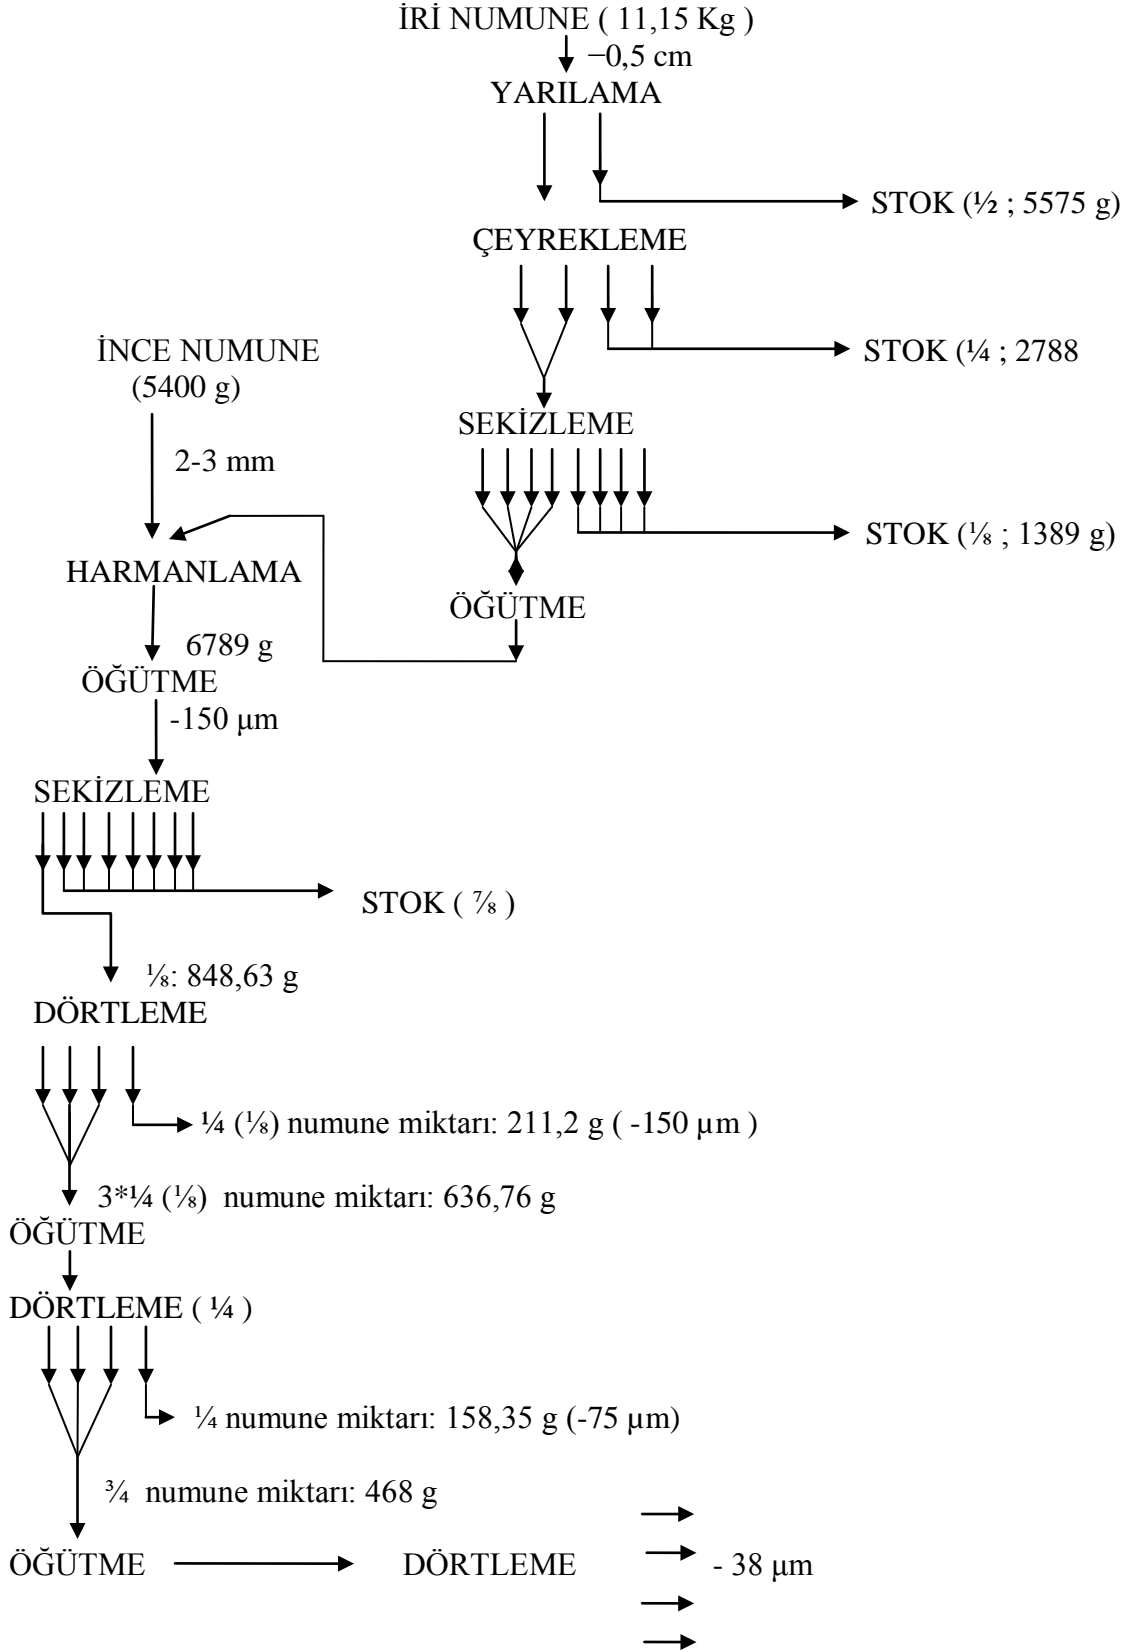 İRİ NUMUNE ( 11,15 Kg )
−0,5 cm
YARILAMA
STOK (½ ; 5575 g)
ÇEYREKLEME
STOK (¼ ; 2788
İNCE NUMUNE
(5400 g)
2-3 mm
SEKİZLEME
STOK (⅛ ; 1389 g)
HARMANLAMA
ÖĞÜTME
6789 g
ÖĞÜTME
-150 µm
SEKİZLEME
STOK ( ⅞ )
⅛: 848,63 g
DÖRTLEME
¼ (⅛) numune miktarı: 211,2 g ( -150 µm )
3*¼ (⅛) numune miktarı: 636,76 g
ÖĞÜTME
DÖRTLEME ( ¼ )
¼ numune miktarı: 158,35 g (-75 µm)
¾ numune miktarı: 468 g
ÖĞÜTME
DÖRTLEME
- 38 µm